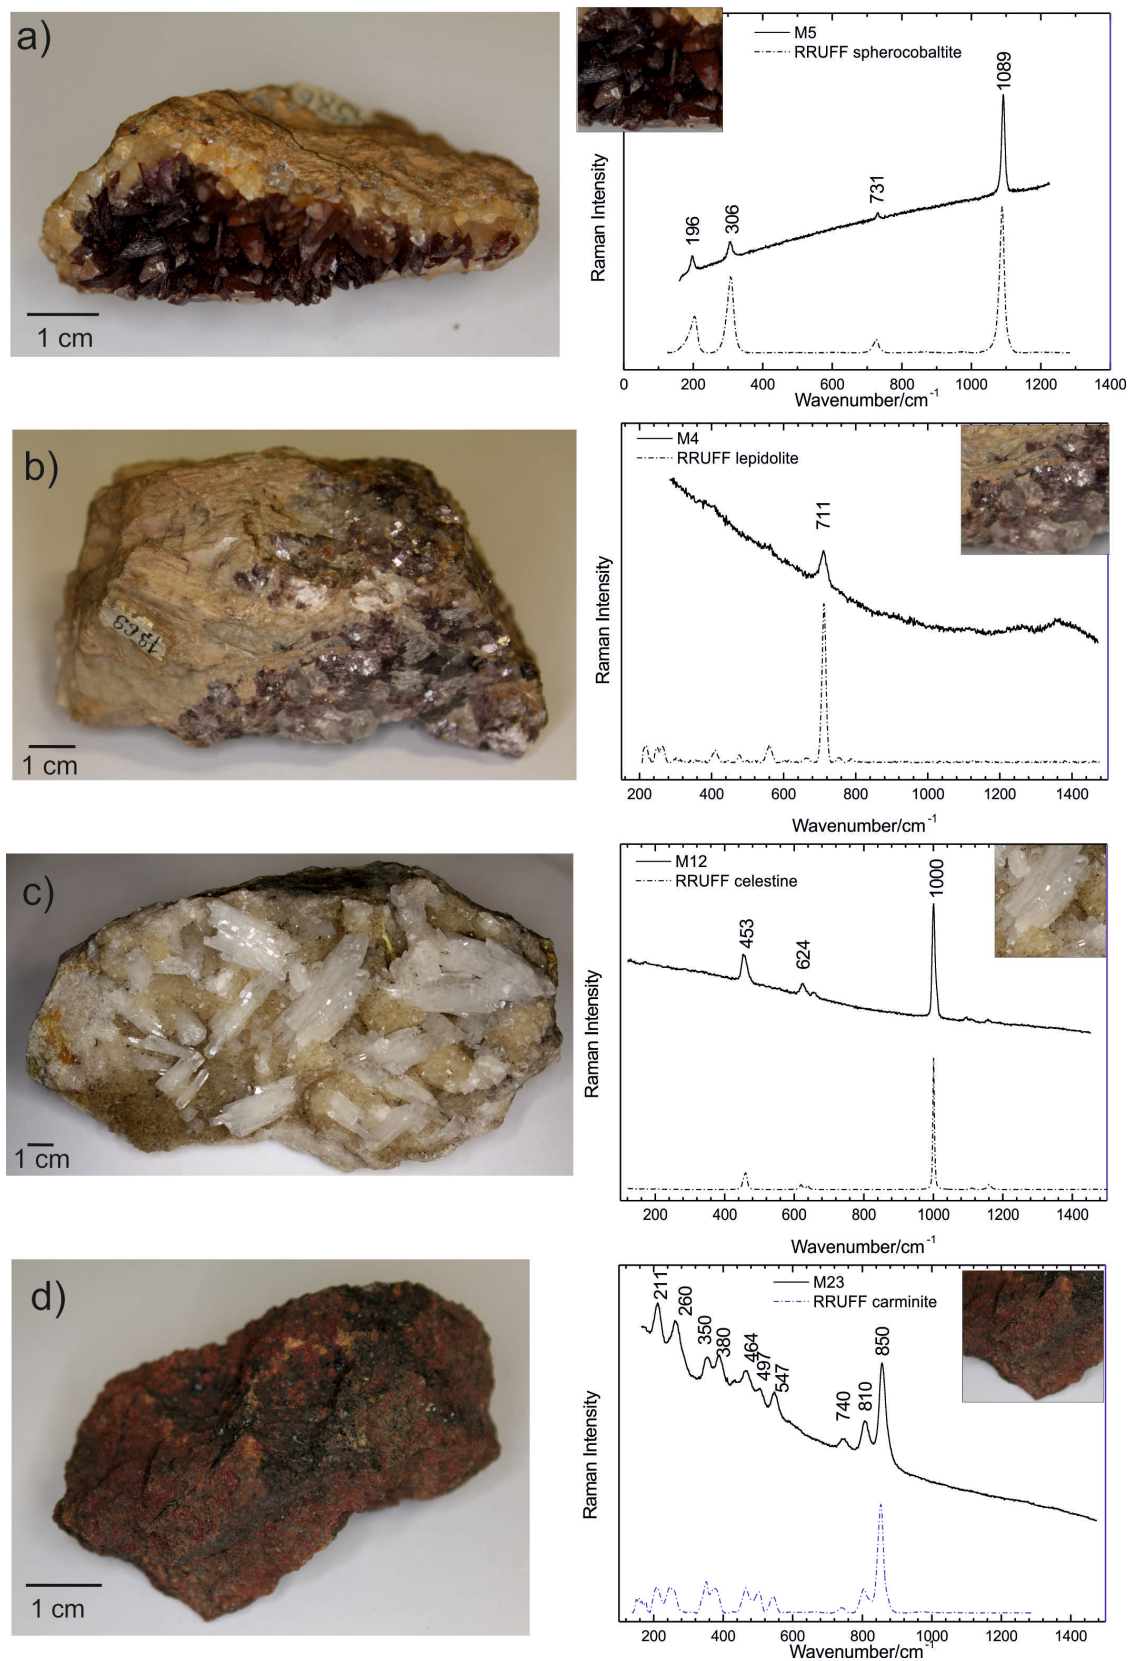 a)
1 cm
M5
RRUFF spherocobaltite
196
306
731
1089
Raman Intensity
0 200 400 600 800 1000 1200 1400
Wavenumber/cm-1
b)
1869
1 cm
M4
RRUFF lepidolite
711
Raman Intensity
200 400 600 800 1000 1200 1400
Wavenumber/cm-1
c)
1 cm
M12
RRUFF celestine
453
624
1000
Raman Intensity
200 400 600 800 1000 1200 1400
Wavenumber/cm-1
d)
1 cm
M23
RRUFF carminite
211
260
350
380
464
497
547
740
810
850
Raman Intensity
200 400 600 800 1000 1200 1400
Wavenumber/cm-1